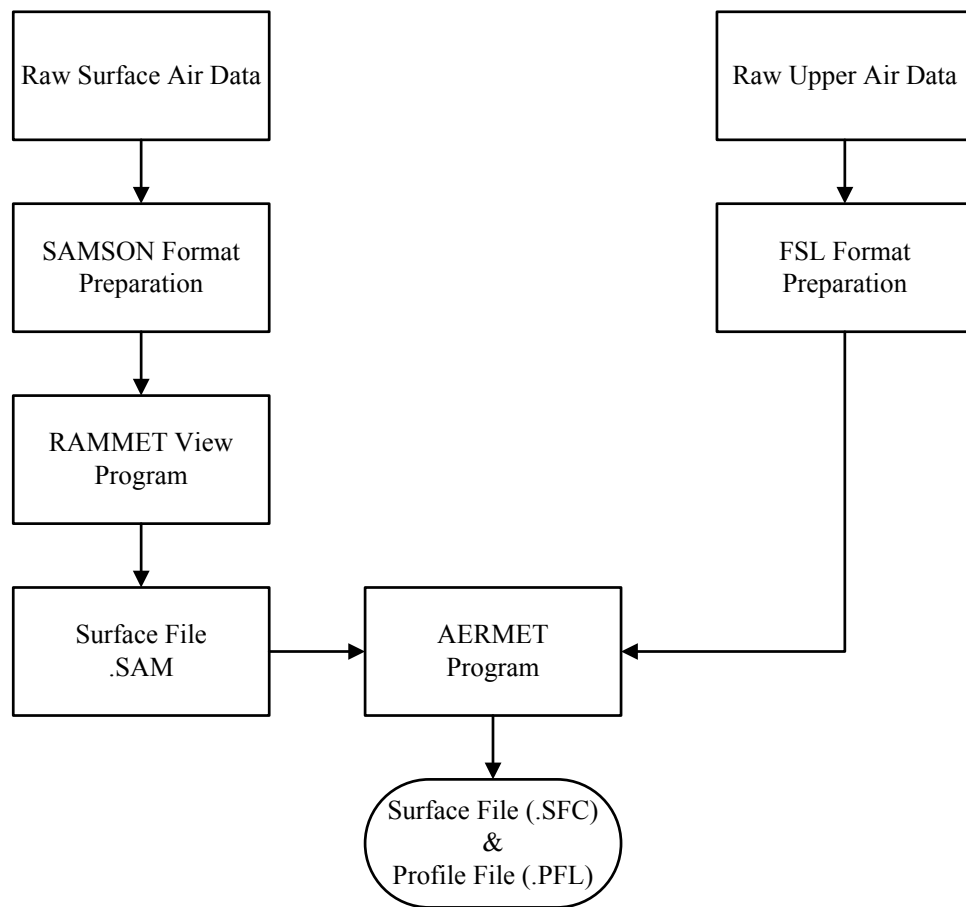 Raw Surface Air Data
Raw Upper Air Data
SAMSON Format
Preparation
FSL Format
Preparation
RAMMET View
Program
Surface File
.SAM
AERMET
Program
Surface File (.SFC)
&
Profile File (.PFL)